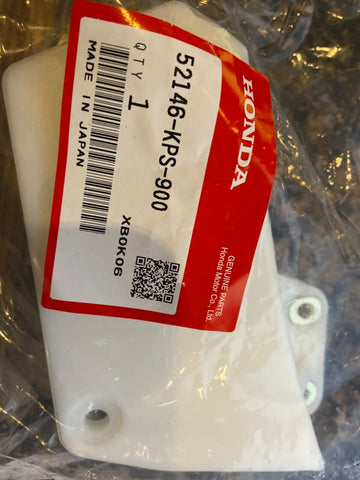 HONDA
GENUINE PARTS
Honda Motor Co., Ltd.
52146-KPS-900
QTY 1
XB0K06
MADE IN JAPAN